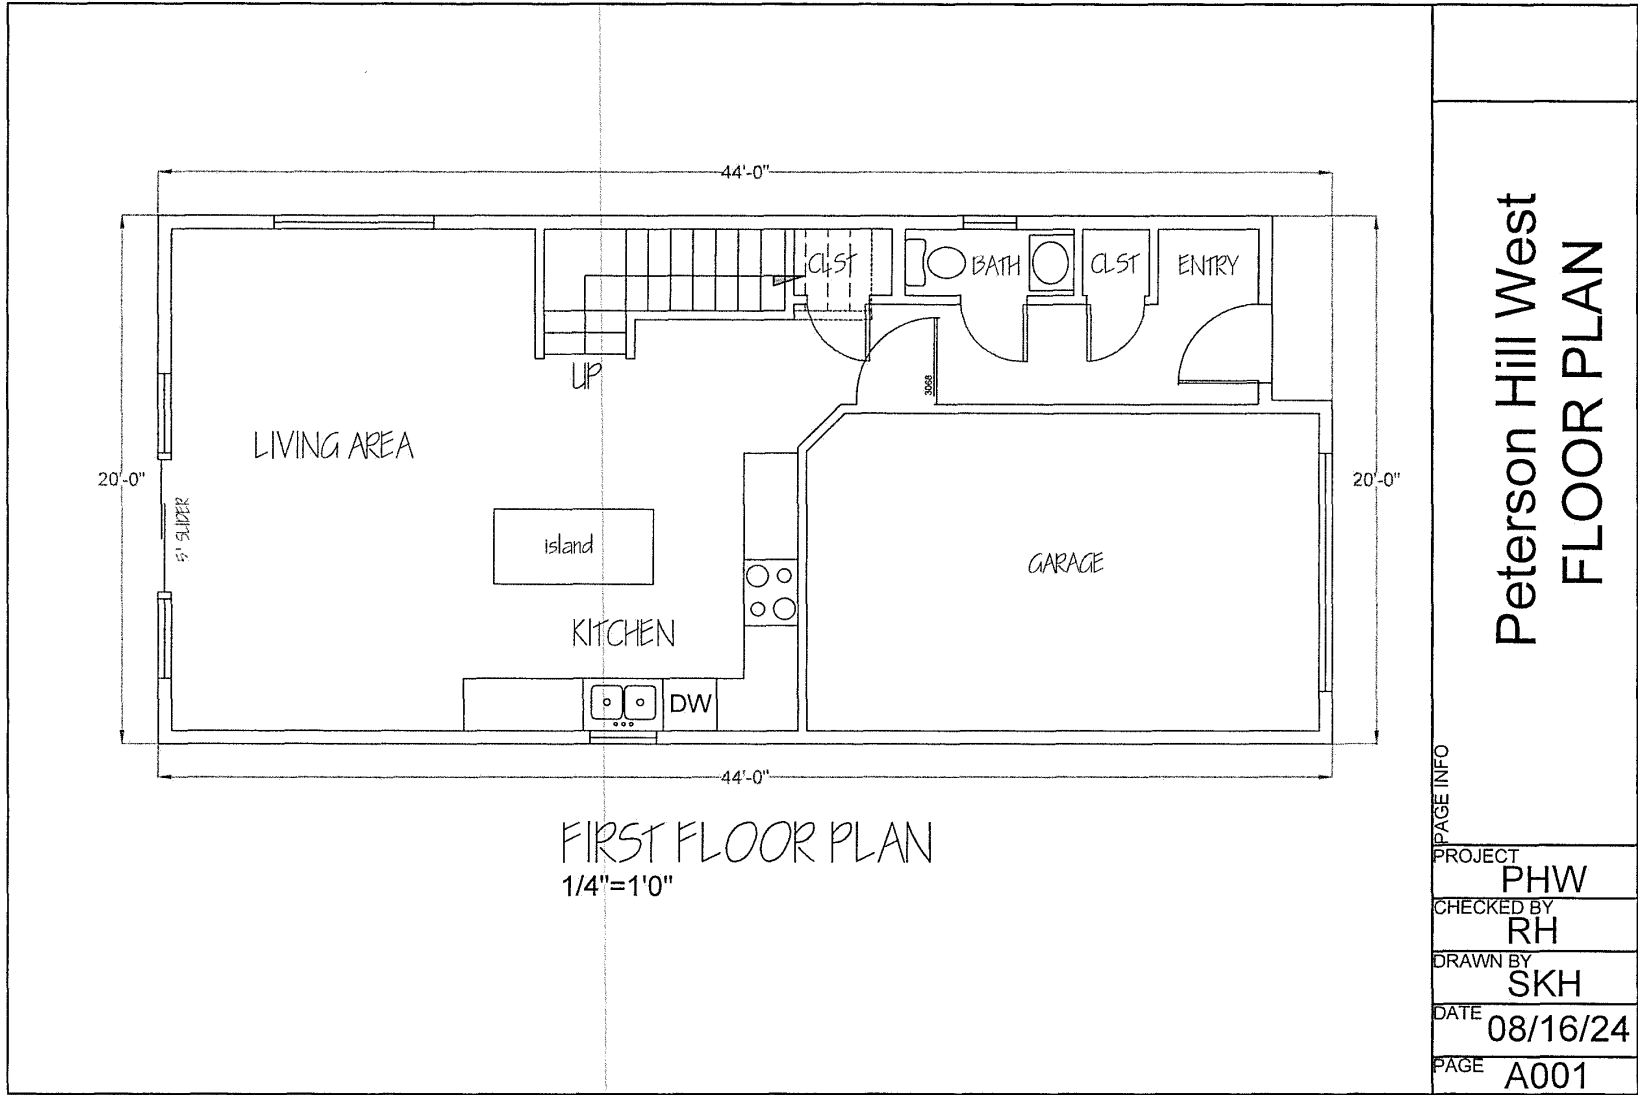 44'-0"
CLST
BATH
CLST
ENTRY
UP
3068
LIVING AREA
20'-0"
20'-0"
5' SLIDER
island
GARAGE
KITCHEN
DW
44'-0"
FIRST FLOOR PLAN
1/4"=1'0"
Peterson Hill West
FLOOR PLAN
PAGE INFO
PROJECT
PHW
CHECKED BY
RH
DRAWN BY
SKH
DATE
08/16/24
PAGE
A001